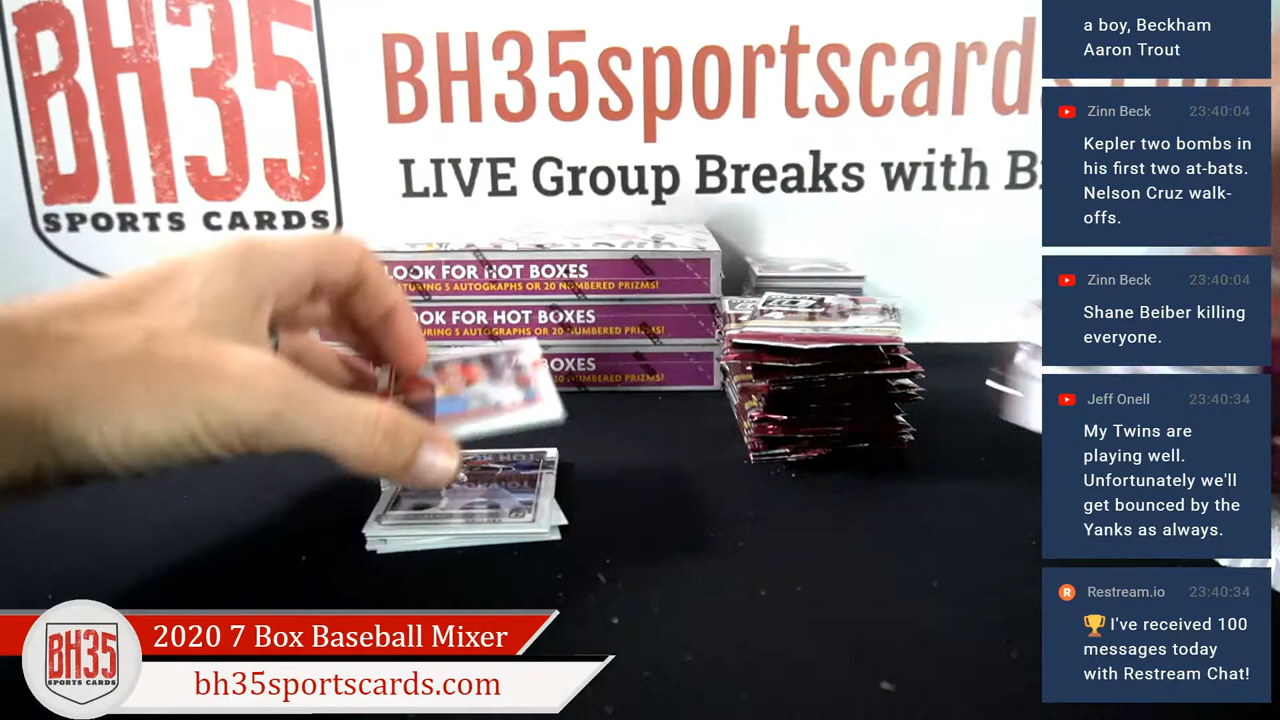 BH35
SPORTS CARDS
BH35sportscard
LIVE Group Breaks with B
LOOK FOR HOT BOXES
TURING 5 AUTOGRAPHS OR 20 NUMBERED PRIZMS!
OOK FOR HOT BOXES
URING 5 AUTOGRAPHS OR 20 NUMBERED PRIZMS!
BOXES
20 NUMBERED PRIZMS!
a boy, Beckham
Aaron Trout
Zinn Beck 23:40:04
Kepler two bombs in
his first two at-bats.
Nelson Cruz walk-
offs.
Zinn Beck 23:40:04
Shane Beiber killing
everyone.
Jeff Onell 23:40:34
My Twins are
playing well.
Unfortunately we'll
get bounced by the
Yanks as always.
Restream.io 23:40:34
🏆 I've received 100
messages today
with Restream Chat!
BH35
SPORTS CARDS
2020 7 Box Baseball Mixer
bh35sportscards.com